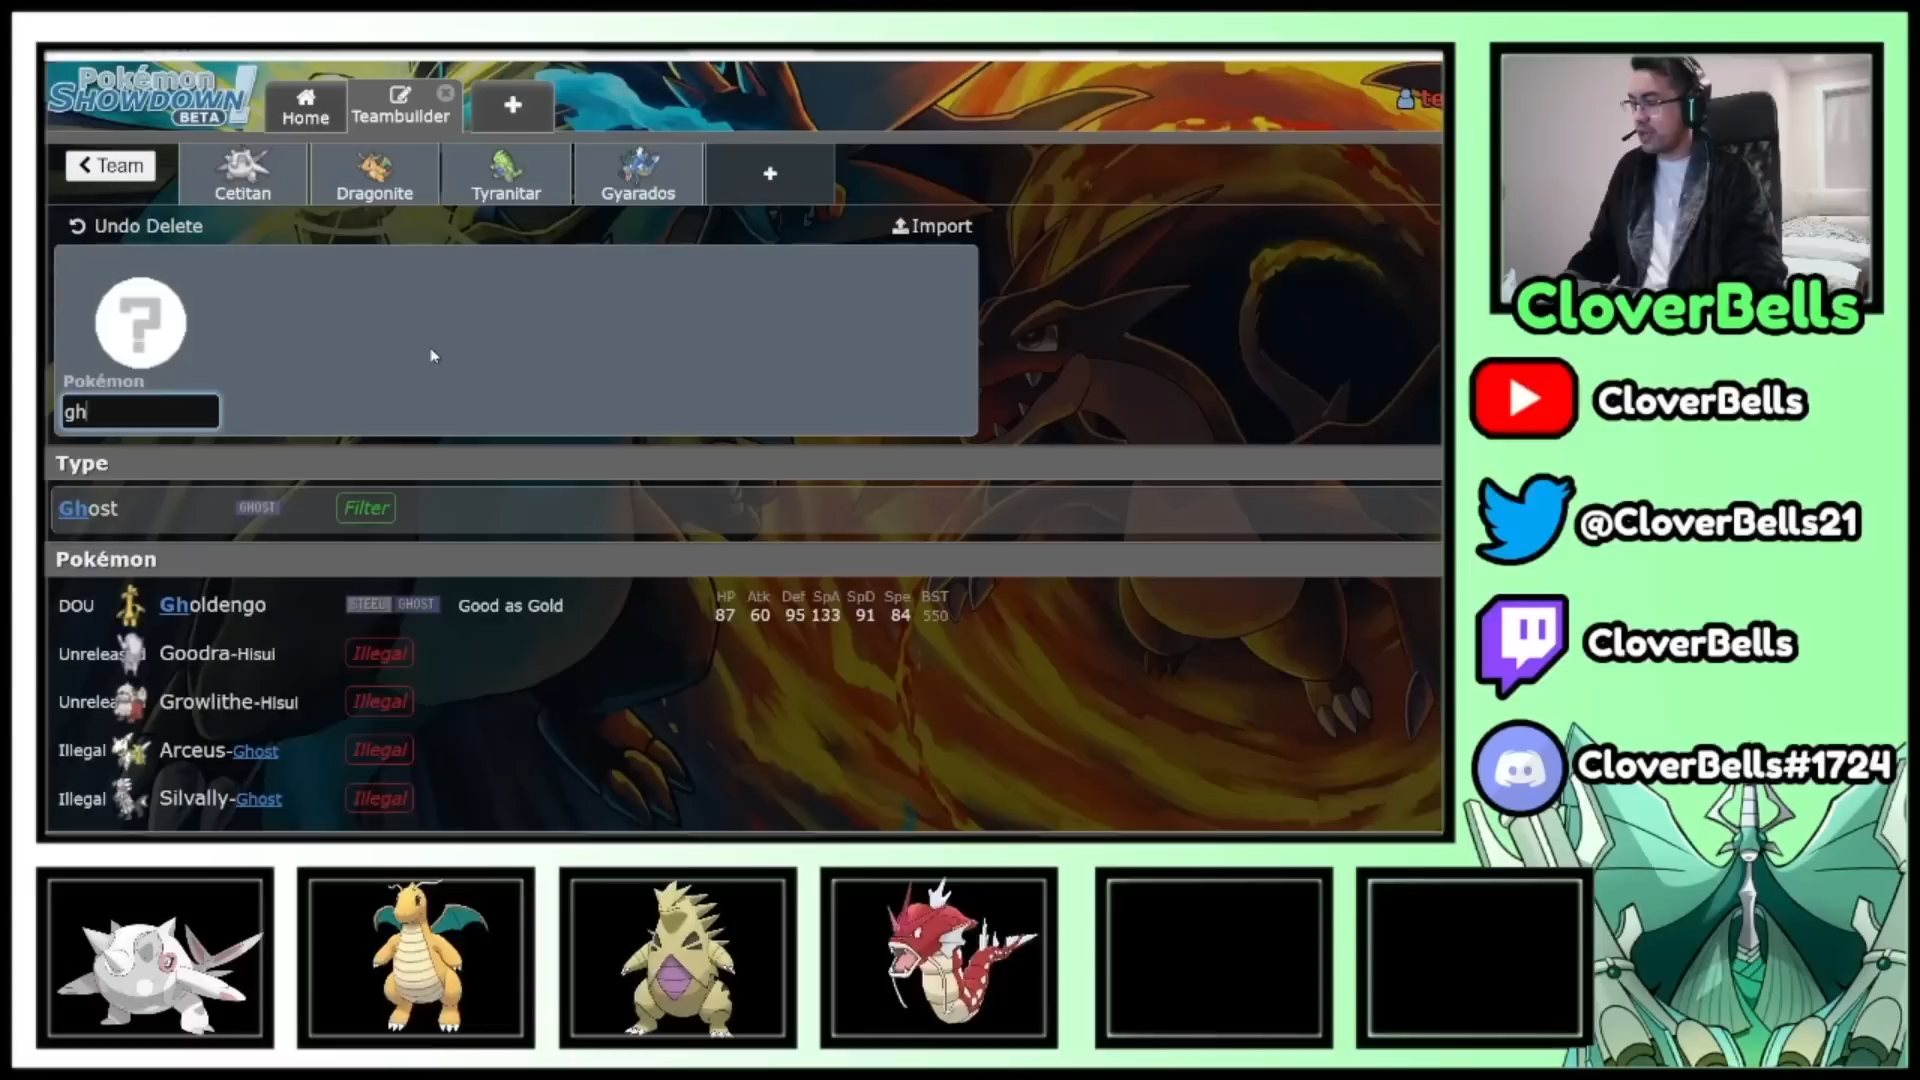 Pokémon
SHOWDOWN!
BETA
Home
Teambuilder
+
te
Team
Cetitan
Dragonite
Tyranitar
Gyarados
+
Undo Delete
Import
?
Pokémon
gh
Type
Ghost GHOST Filter
Pokémon
HP Atk Def SpA SpD Spe BST
DOU Gholdengo STEEL GHOST Good as Gold 87 60 95 133 91 84 550
Goodra-Hisui Illegal
Growlithe-Hisui Illegal
Illegal Arceus-Ghost Illegal
Illegal Silvally-Ghost Illegal
CloverBells
CloverBells
@CloverBells21
CloverBells
CloverBells#1724